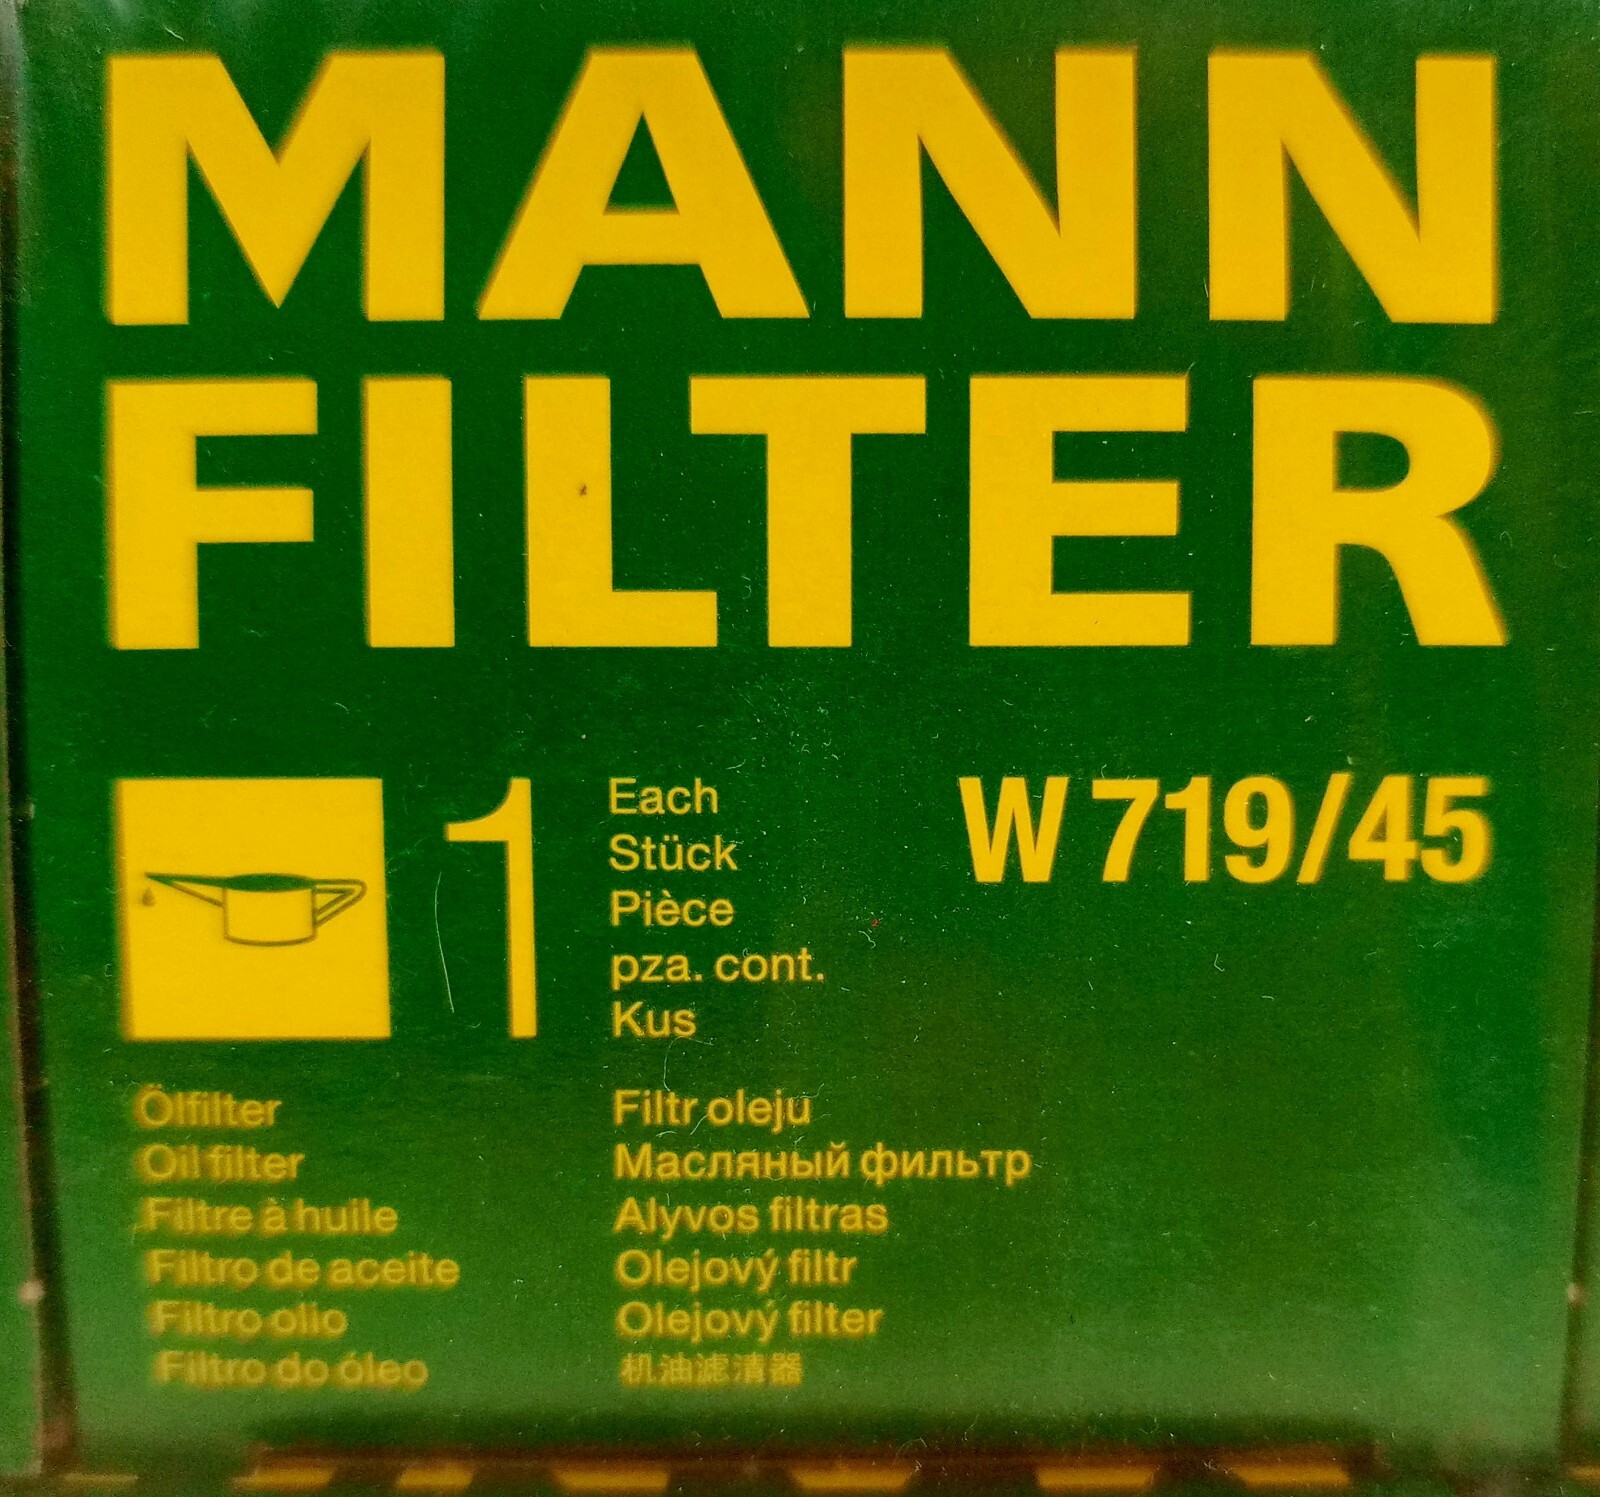 MANN
FILTER
1
Each
Stück
Pièce
pza. cont.
Kus
W 719/45
Ölfilter
Oil filter
Filtre à huile
Filtro de aceite
Filtro olio
Filtro do óleo
Filtr oleju
Масляный фильтр
Alyvos filtras
Olejový filtr
Olejový filter
机油滤清器